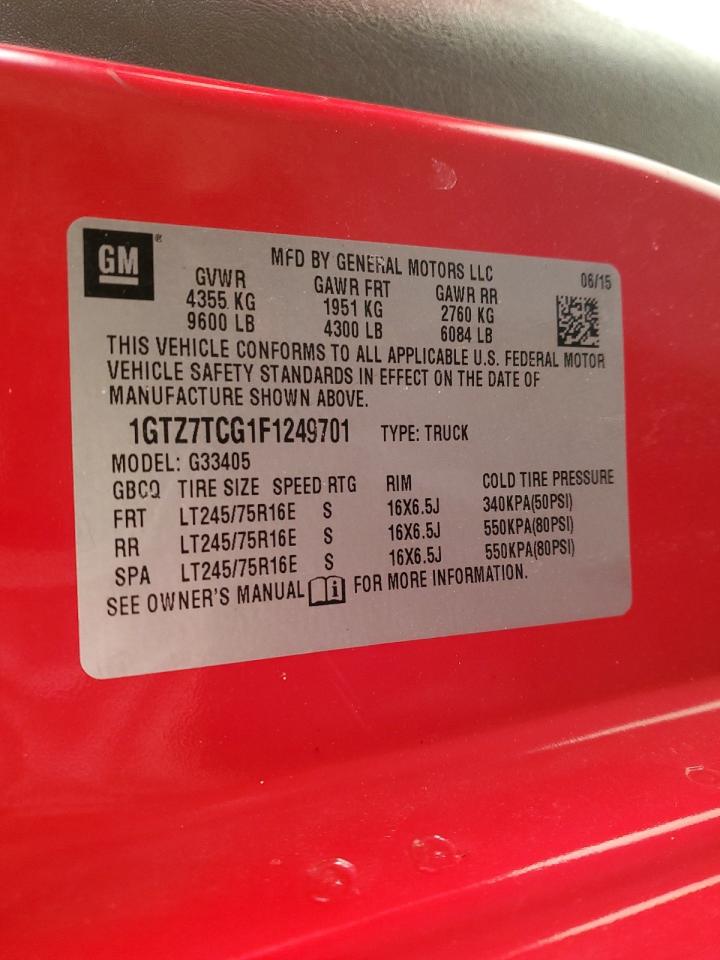 GM®
MFD BY GENERAL MOTORS LLC
06/15
GVWR GAWR FRT GAWR RR
4355 KG 1951 KG 2760 KG
9600 LB 4300 LB 6084 LB
THIS VEHICLE CONFORMS TO ALL APPLICABLE U.S. FEDERAL MOTOR
VEHICLE SAFETY STANDARDS IN EFFECT ON THE DATE OF
MANUFACTURE SHOWN ABOVE.
1GTZ7TCG1F1249701 TYPE: TRUCK
MODEL: G33405
GBCQ TIRE SIZE SPEED RTG RIM COLD TIRE PRESSURE
FRT LT245/75R16E S 16X6.5J 340KPA(50PSI)
RR LT245/75R16E S 16X6.5J 550KPA(80PSI)
SPA LT245/75R16E S 16X6.5J 550KPA(80PSI)
SEE OWNER'S MANUAL i FOR MORE INFORMATION.